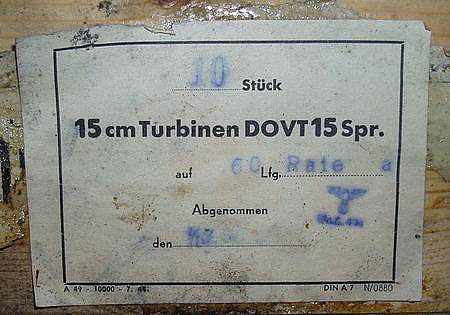 10 Stück
15 cm Turbinen DOVT 15 Spr.
auf 60 Lfg. Rate a
Abgenommen
den
A 49 - 10000 - 7. 44. DIN A 7 N/0880